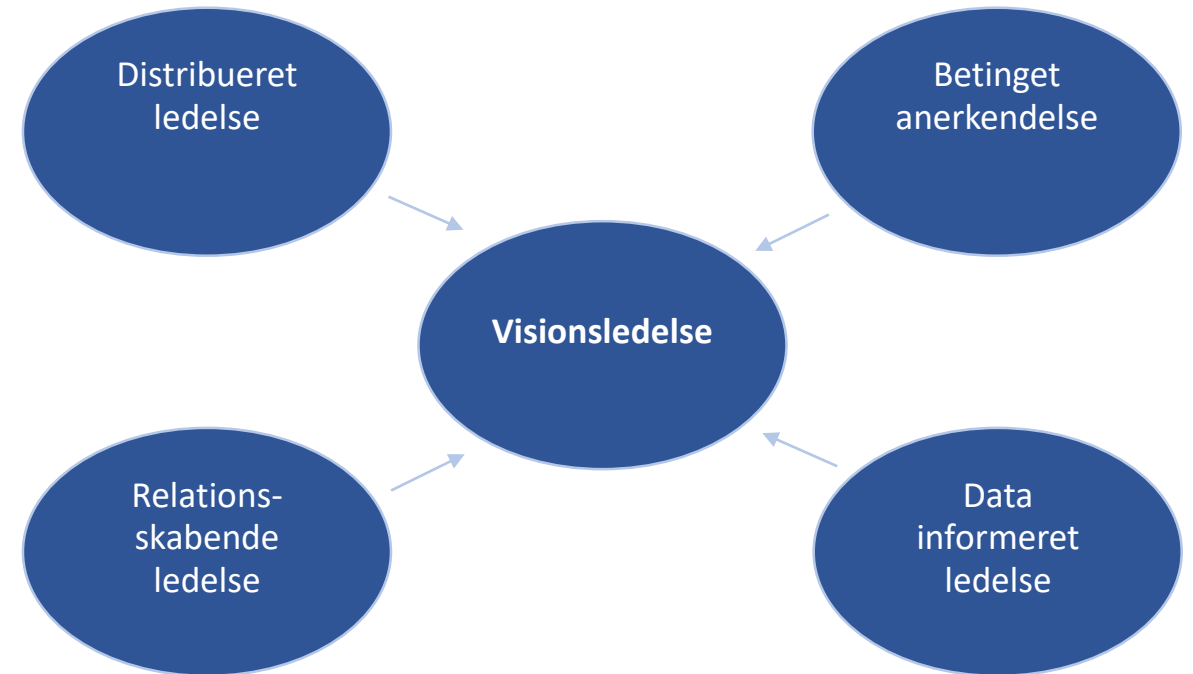 Distribueret
ledelse
Betinget
anerkendelse
Visionsledelse
Relations-
skabende
ledelse
Data
informeret
ledelse